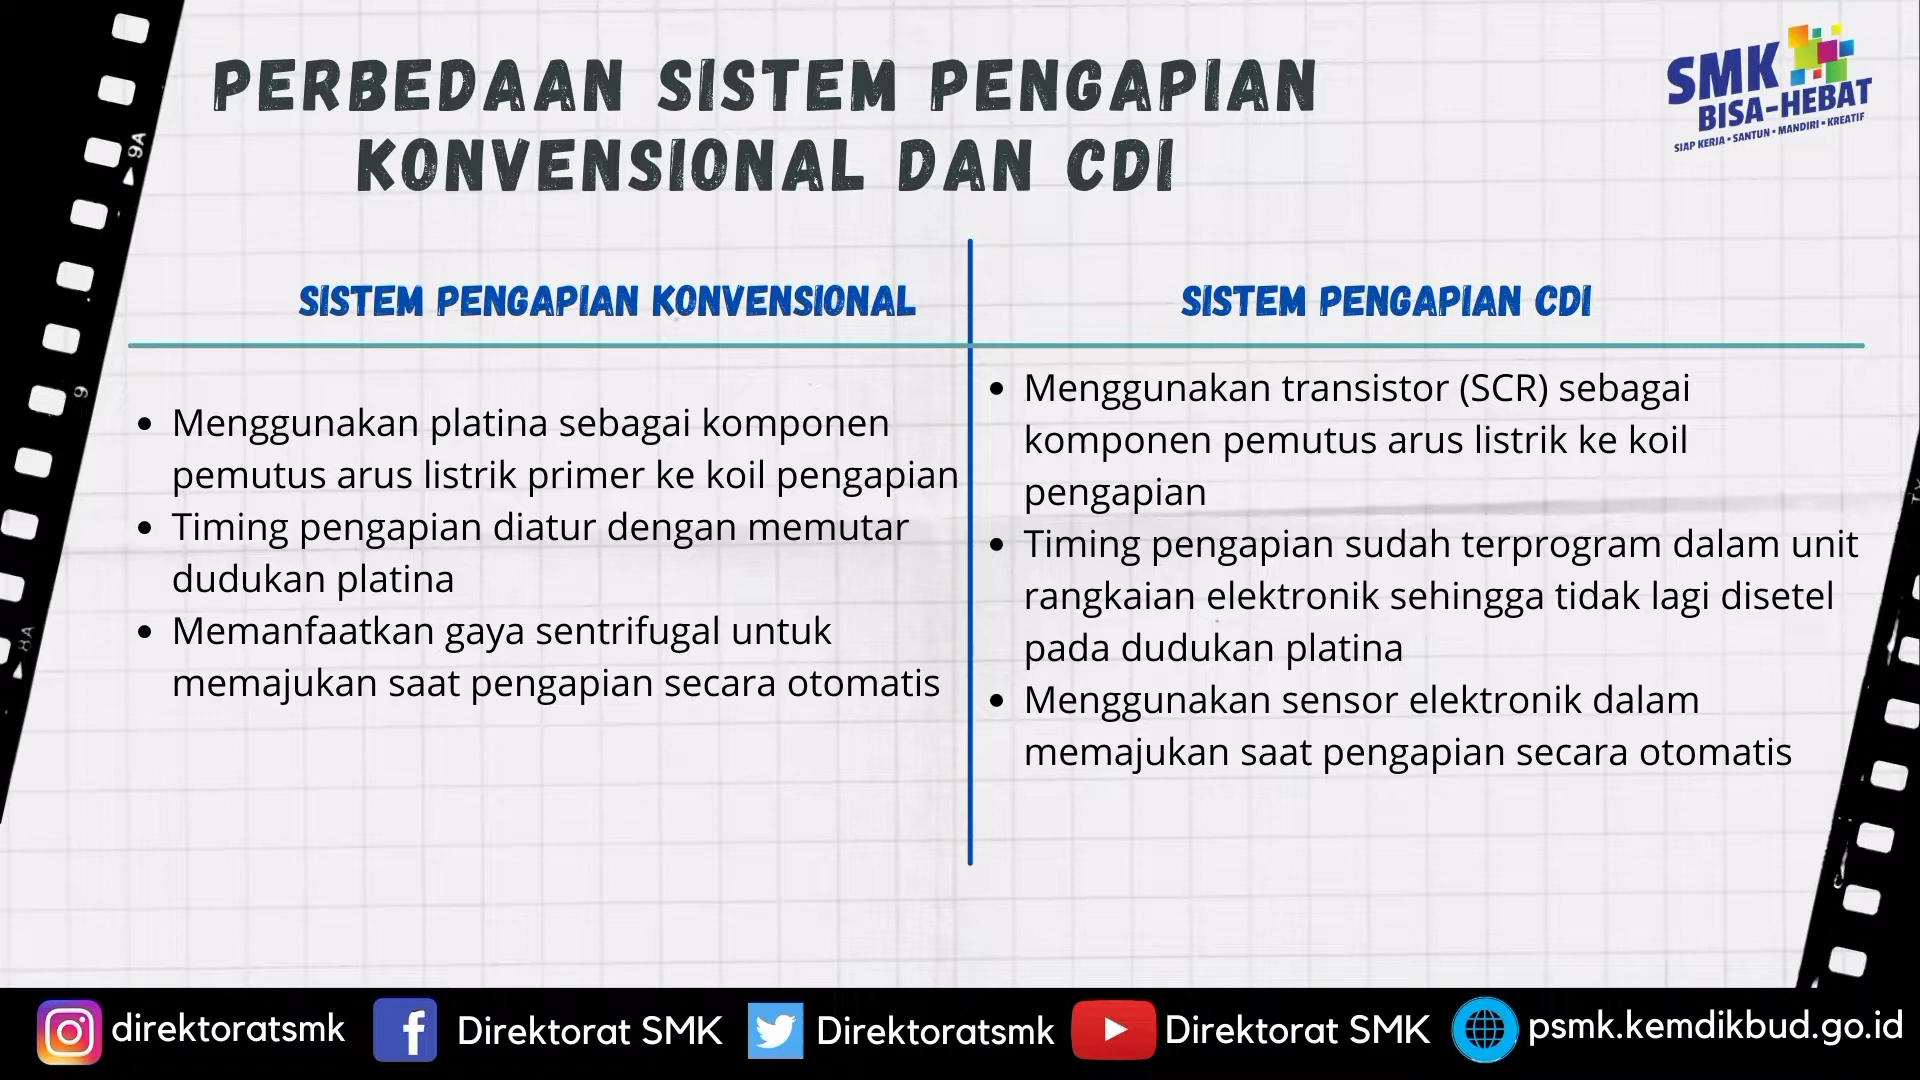 PERBEDAAN SISTEM PENGAPIAN
KONVENSIONAL DAN CDI
SMK
BISA-HEBAT
SIAP KERJA • SANTUN • MANDIRI • KREATIF
SISTEM PENGAPIAN KONVENSIONAL
• Menggunakan platina sebagai komponen
pemutus arus listrik primer ke koil pengapian
• Timing pengapian diatur dengan memutar
dudukan platina
• Memanfaatkan gaya sentrifugal untuk
memajukan saat pengapian secara otomatis
SISTEM PENGAPIAN CDI
• Menggunakan transistor (SCR) sebagai
komponen pemutus arus listrik ke koil
pengapian
• Timing pengapian sudah terprogram dalam unit
rangkaian elektronik sehingga tidak lagi disetel
pada dudukan platina
• Menggunakan sensor elektronik dalam
memajukan saat pengapian secara otomatis
9A
9
8A
direktoratsmk
Direktorat SMK
Direktoratsmk
Direktorat SMK
psmk.kemdikbud.go.id